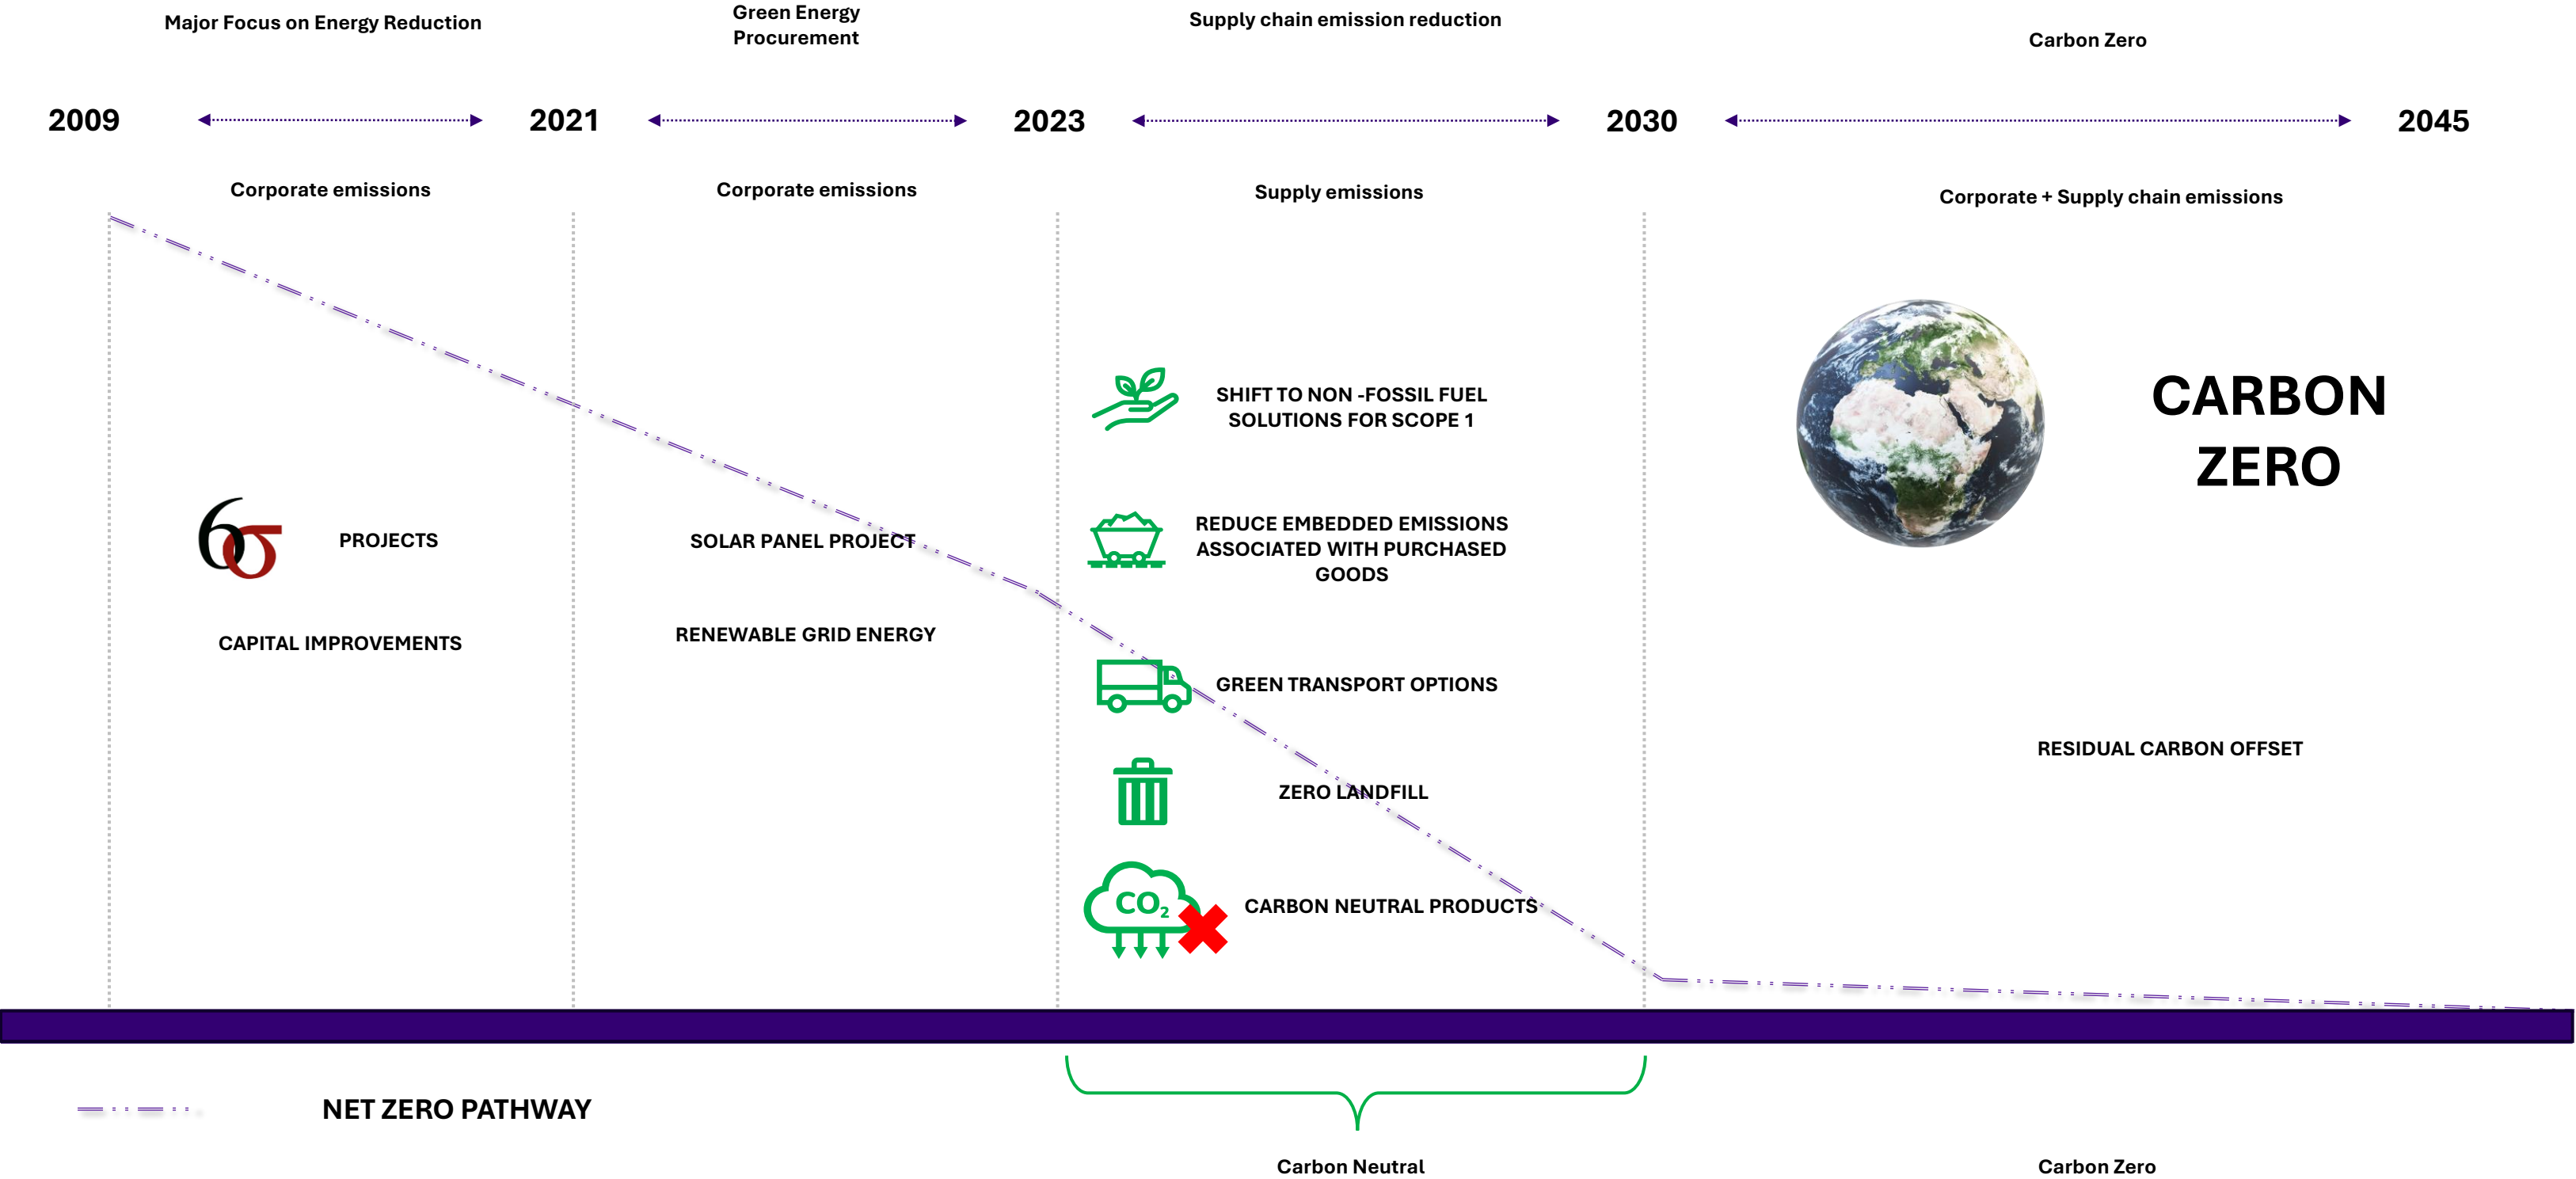 Major Focus on Energy Reduction
Green Energy
Procurement
Supply chain emission reduction
Carbon Zero
2009
2021
2023
2030
2045
Corporate emissions
Corporate emissions
Supply emissions
Corporate + Supply chain emissions
6σ
PROJECTS
CAPITAL IMPROVEMENTS
SOLAR PANEL PROJECT
RENEWABLE GRID ENERGY
SHIFT TO NON -FOSSIL FUEL
SOLUTIONS FOR SCOPE 1
REDUCE EMBEDDED EMISSIONS
ASSOCIATED WITH PURCHASED
GOODS
GREEN TRANSPORT OPTIONS
ZERO LANDFILL
CO₂
CARBON NEUTRAL PRODUCTS
CARBON
ZERO
RESIDUAL CARBON OFFSET
NET ZERO PATHWAY
Carbon Neutral
Carbon Zero